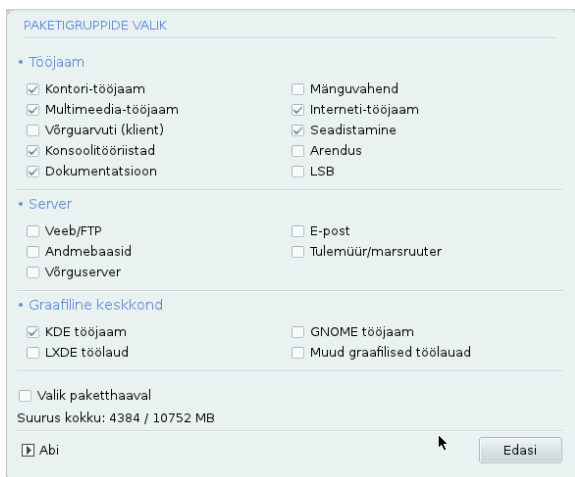 PAKETIGRUPPIDE VALIK
• Tööjaam
Kontori-tööjaam
Mänguvahend
Multimeedia-tööjaam
Interneti-tööjaam
Võrguarvuti (klient)
Seadistamine
Konsoolitööriistad
Arendus
Dokumentatsioon
LSB
• Server
Veeb/FTP
E-post
Andmebaasid
Tulemüür/marsruuter
Võrguserver
• Graafiline keskkond
KDE tööjaam
GNOME tööjaam
LXDE töölaud
Muud graafilised töölauad
Valik paketthaaval
Suurus kokku: 4384 / 10752 MB
Abi
Edasi